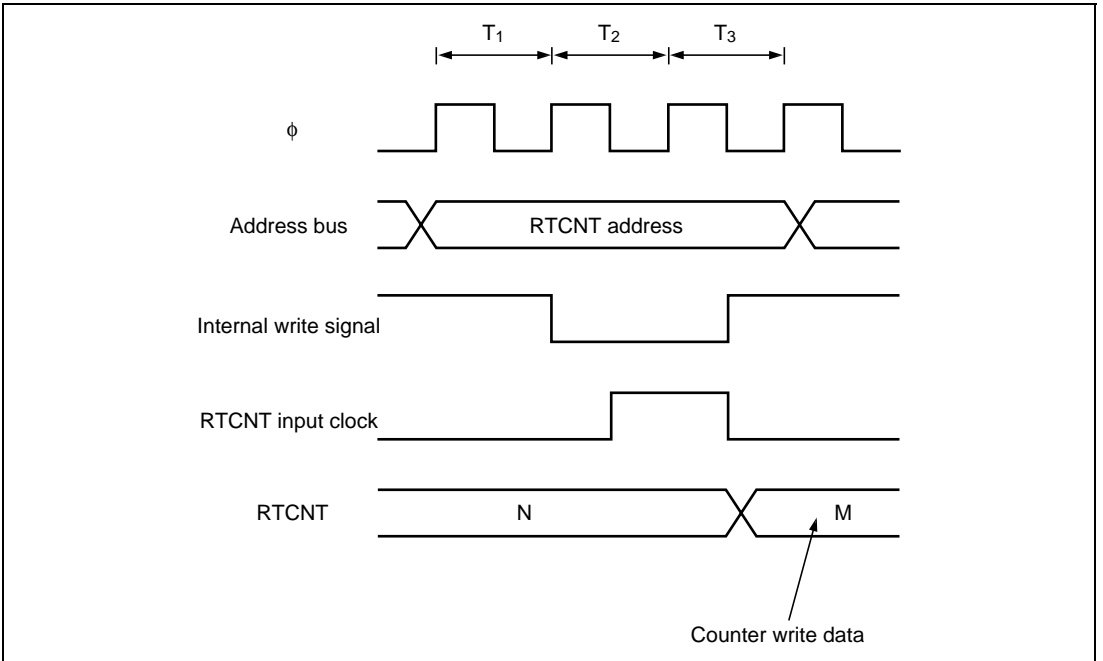 T1 T2 T3
φ
Address bus RTCNT address
Internal write signal
RTCNT input clock
RTCNT N M
Counter write data